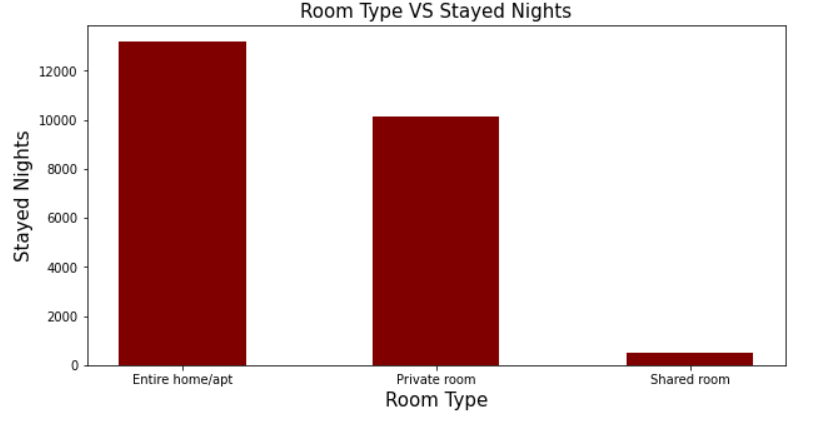 Room Type VS Stayed Nights
Stayed Nights
12000
10000
8000
6000
4000
2000
0
Entire home/apt Private room Shared room
Room Type